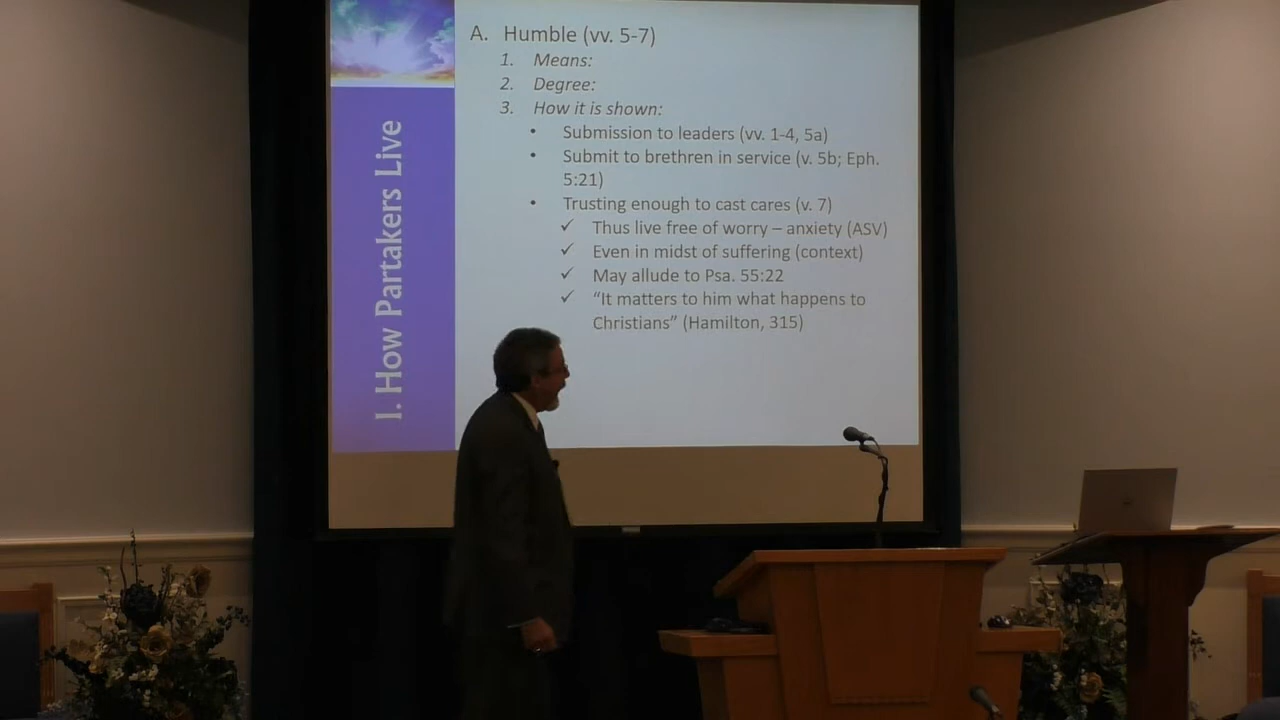 I. How Partakers Live
A. Humble (vv. 5-7)
1. Means:
2. Degree:
3. How it is shown:
• Submission to leaders (vv. 1-4, 5a)
• Submit to brethren in service (v. 5b; Eph.
5:21)
• Trusting enough to cast cares (v. 7)
✓ Thus live free of worry – anxiety (ASV)
✓ Even in midst of suffering (context)
✓ May allude to Psa. 55:22
✓ “It matters to him what happens to
Christians” (Hamilton, 315)